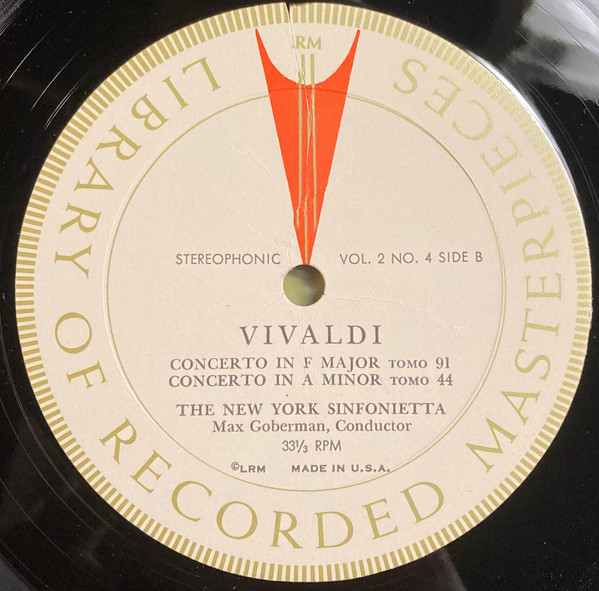 LIBRARY OF RECORDED MASTERPIECES
LRM
STEREOPHONIC VOL. 2 NO. 4 SIDE B
VIVALDI
CONCERTO IN F MAJOR TOMO 91
CONCERTO IN A MINOR TOMO 44
THE NEW YORK SINFONIETTA
Max Goberman, Conductor
33⅓ RPM
©LRM MADE IN U.S.A.